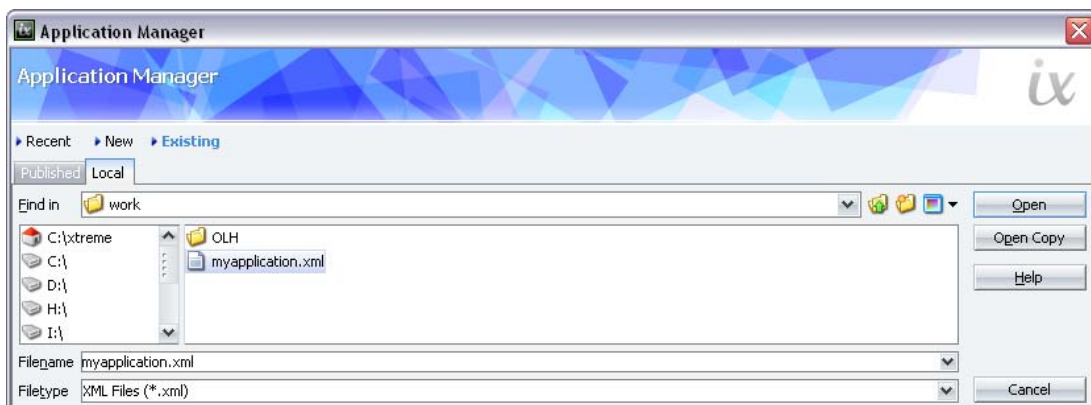 ix Application Manager
Application Manager
ix
Recent New Existing
Published Local
Find in work
Open
C:\xtreme
OLH
Open Copy
C:\
myapplication.xml
D:\
Help
H:\
I:\
Filename myapplication.xml
Filetype XML Files (*.xml)
Cancel